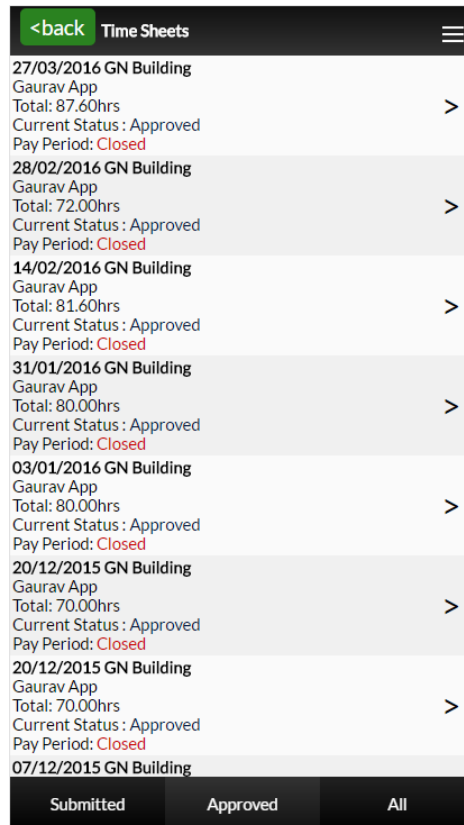 <back Time Sheets
27/03/2016 GN Building
Gaurav App
Total: 87.60hrs
Current Status : Approved
Pay Period: Closed
28/02/2016 GN Building
Gaurav App
Total: 72.00hrs
Current Status : Approved
Pay Period: Closed
14/02/2016 GN Building
Gaurav App
Total: 81.60hrs
Current Status : Approved
Pay Period: Closed
31/01/2016 GN Building
Gaurav App
Total: 80.00hrs
Current Status : Approved
Pay Period: Closed
03/01/2016 GN Building
Gaurav App
Total: 80.00hrs
Current Status : Approved
Pay Period: Closed
20/12/2015 GN Building
Gaurav App
Total: 70.00hrs
Current Status : Approved
Pay Period: Closed
20/12/2015 GN Building
Gaurav App
Total: 70.00hrs
Current Status : Approved
Pay Period: Closed
07/12/2015 GN Building
Submitted Approved All